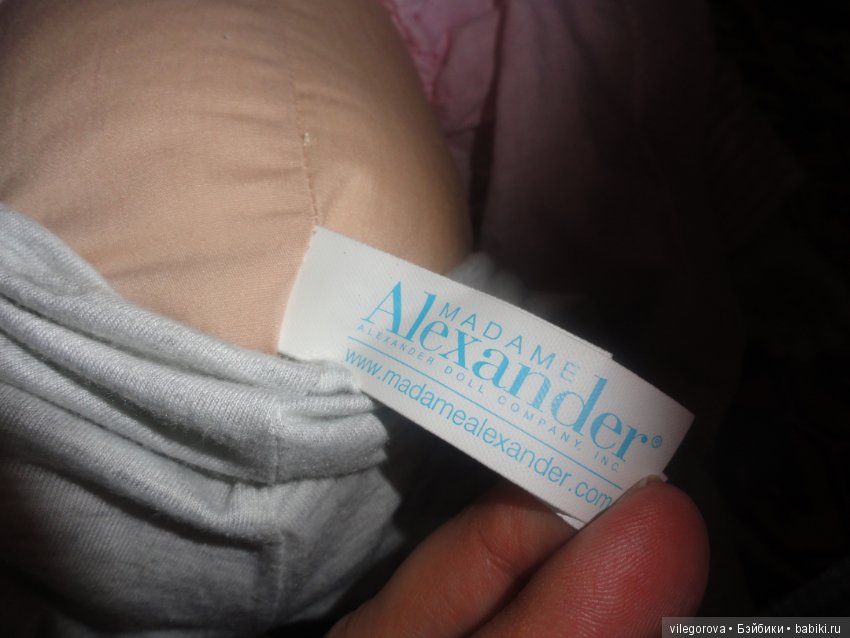 MADAME
Alexander®
ALEXANDER DOLL COMPANY, INC.
www.madamealexander.com
vilegorova • Бэйбики • babiki.ru